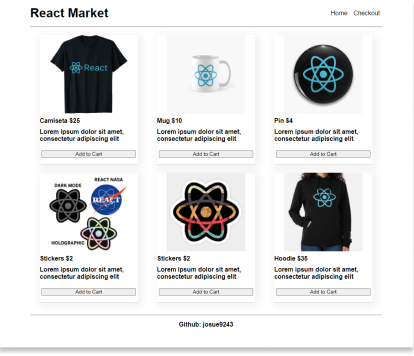 React Market
Home Checkout
React
Camiseta $25
Lorem ipsum dolor sit amet,
consectetur adipiscing elit
Add to Cart
Mug $10
Lorem ipsum dolor sit amet,
consectetur adipiscing elit
Add to Cart
Pin $4
Lorem ipsum dolor sit amet,
consectetur adipiscing elit
Add to Cart
REACT NASA
DARK MODE
REACT
HOLOGRAPHIC
Stickers $2
Lorem ipsum dolor sit amet,
consectetur adipiscing elit
Add to Cart
Stickers $2
Lorem ipsum dolor sit amet,
consectetur adipiscing elit
Add to Cart
Hoodie $35
Lorem ipsum dolor sit amet,
consectetur adipiscing elit
Add to Cart
Github: josue9243